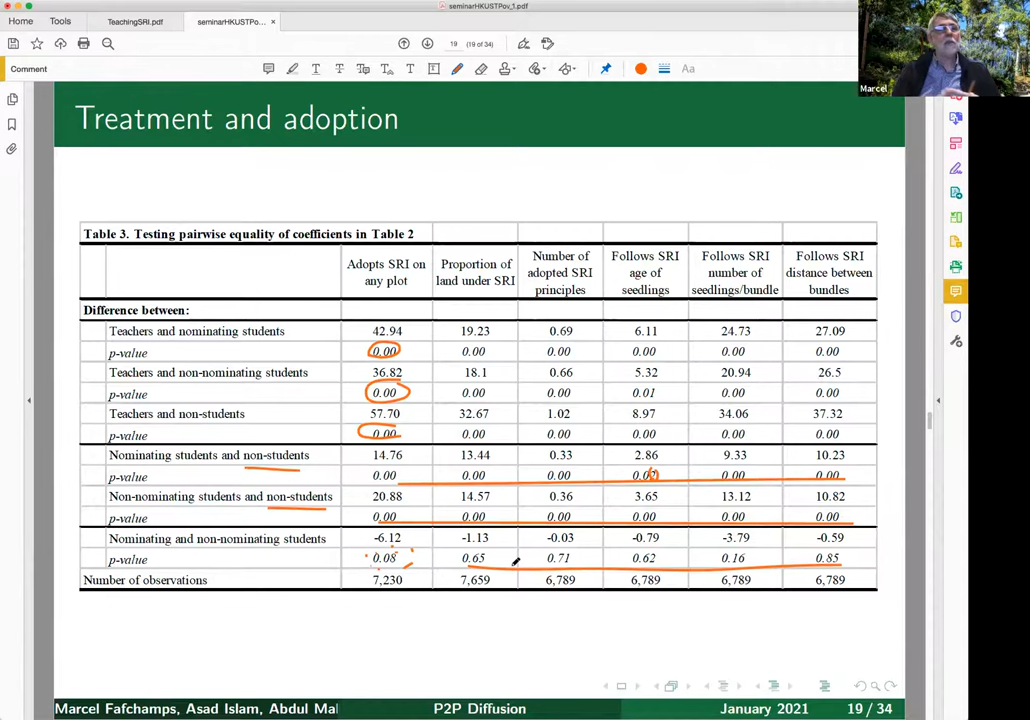 seminarHKUSTPov_1.pdf
Home Tools TeachingSRI.pdf seminarHKUSTPo... ×
19 (19 of 34)
Comment
Aa
Marcel
Treatment and adoption
Table 3. Testing pairwise equality of coefficients in Table 2
Adopts SRI on any plot
Proportion of land under SRI
Number of adopted SRI principles
Follows SRI age of seedlings
Follows SRI number of seedlings/bundle
Follows SRI distance between bundles
Difference between:
Teachers and nominating students 42.94 19.23 0.69 6.11 24.73 27.09
p-value 0.00 0.00 0.00 0.00 0.00 0.00
Teachers and non-nominating students 36.82 18.1 0.66 5.32 20.94 26.5
p-value 0.00 0.00 0.00 0.01 0.00 0.00
Teachers and non-students 57.70 32.67 1.02 8.97 34.06 37.32
p-value 0.00 0.00 0.00 0.00 0.00 0.00
Nominating students and non-students 14.76 13.44 0.33 2.86 9.33 10.23
p-value 0.00 0.00 0.00 0.00 0.00
Non-nominating students and non-students 20.88 14.57 0.36 3.65 13.12 10.82
p-value 0.00 0.00 0.00 0.00 0.00 0.00
Nominating and non-nominating students -6.12 -1.13 -0.03 -0.79 -3.79 -0.59
p-value 0.08 0.65 0.71 0.62 0.16 0.85
Number of observations 7,230 7,659 6,789 6,789 6,789 6,789
Marcel Fafchamps, Asad Islam, Abdul Mal P2P Diffusion January 2021 19 / 34